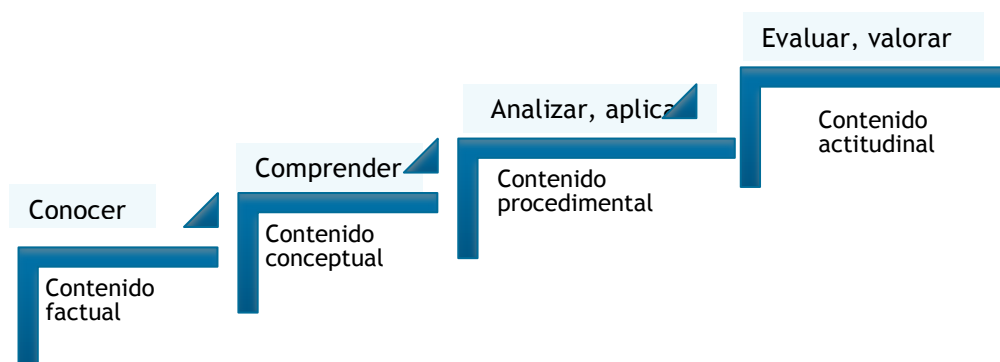 Conocer
Contenido
factual
Comprender
Contenido
conceptual
Analizar, aplica
Contenido
procedimental
Evaluar, valorar
Contenido
actitudinal